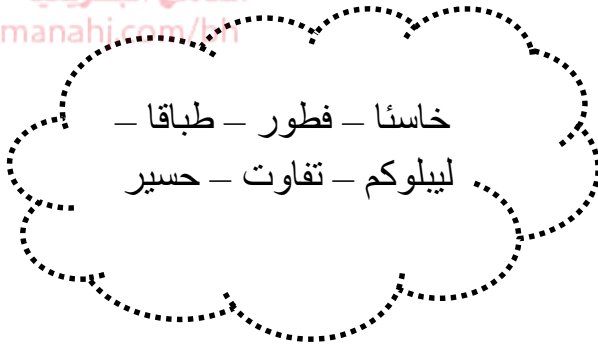 manahj.com/bh
خاسئا – فطور – طباقا –
ليبلوكم – تفاوت – حسير